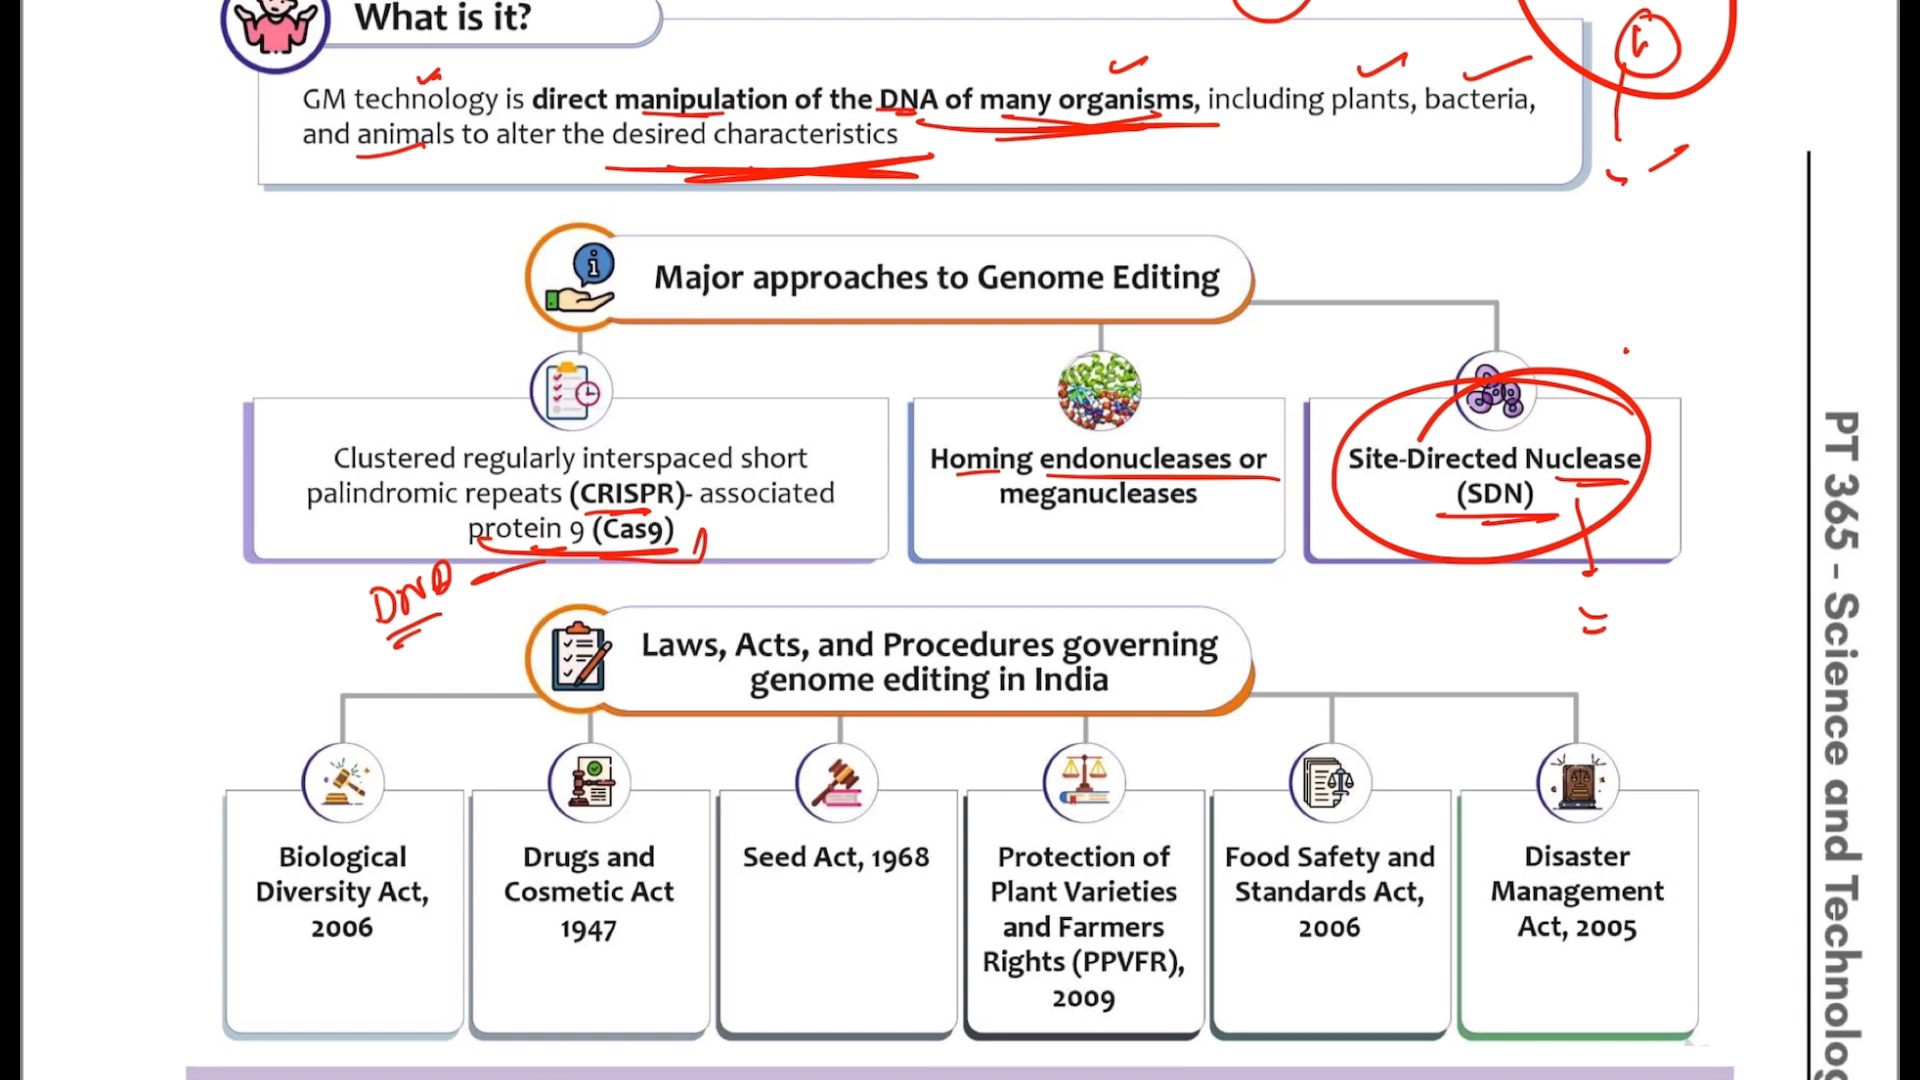 What is it?
GM technology is direct manipulation of the DNA of many organisms, including plants, bacteria,
and animals to alter the desired characteristics
Major approaches to Genome Editing
Clustered regularly interspaced short
palindromic repeats (CRISPR)- associated
protein 9 (Cas9)
Homing endonucleases or
meganucleases
Site-Directed Nuclease
(SDN)
DNA
Laws, Acts, and Procedures governing
genome editing in India
Biological
Diversity Act,
2006
Drugs and
Cosmetic Act
1947
Seed Act, 1968
Protection of
Plant Varieties
and Farmers
Rights (PPVFR),
2009
Food Safety and
Standards Act,
2006
Disaster
Management
Act, 2005
PT 365 - Science and Technolog